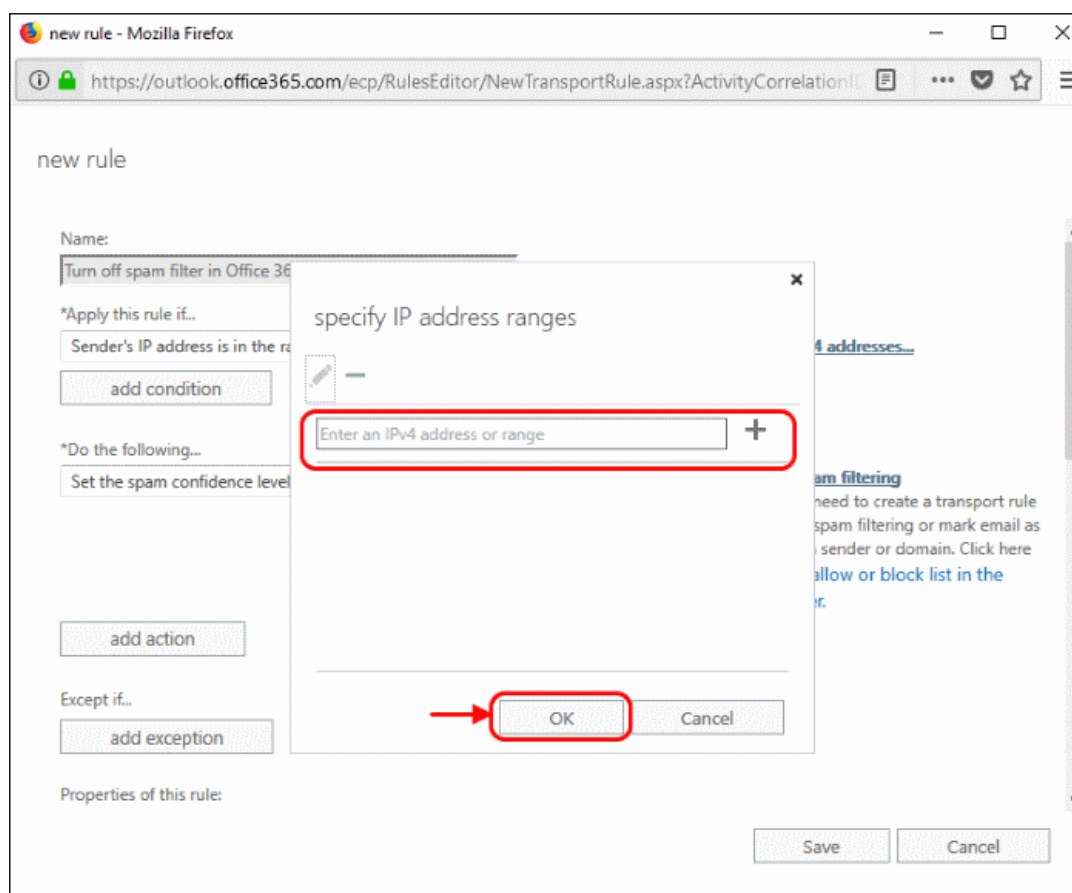 new rule - Mozilla Firefox
https://outlook.office365.com/ecp/RulesEditor/NewTransportRule.aspx?ActivityCorrelationI
new rule
Name:
Turn off spam filter in Office 36
*Apply this rule if...
Sender's IP address is in the ra
add condition
*Do the following...
Set the spam confidence level
add action
Except if...
add exception
Properties of this rule:
specify IP address ranges
Enter an IPv4 address or range
OK
Cancel
4 addresses...
am filtering
need to create a transport rule
spam filtering or mark email as
sender or domain. Click here
allow or block list in the
er.
Save
Cancel